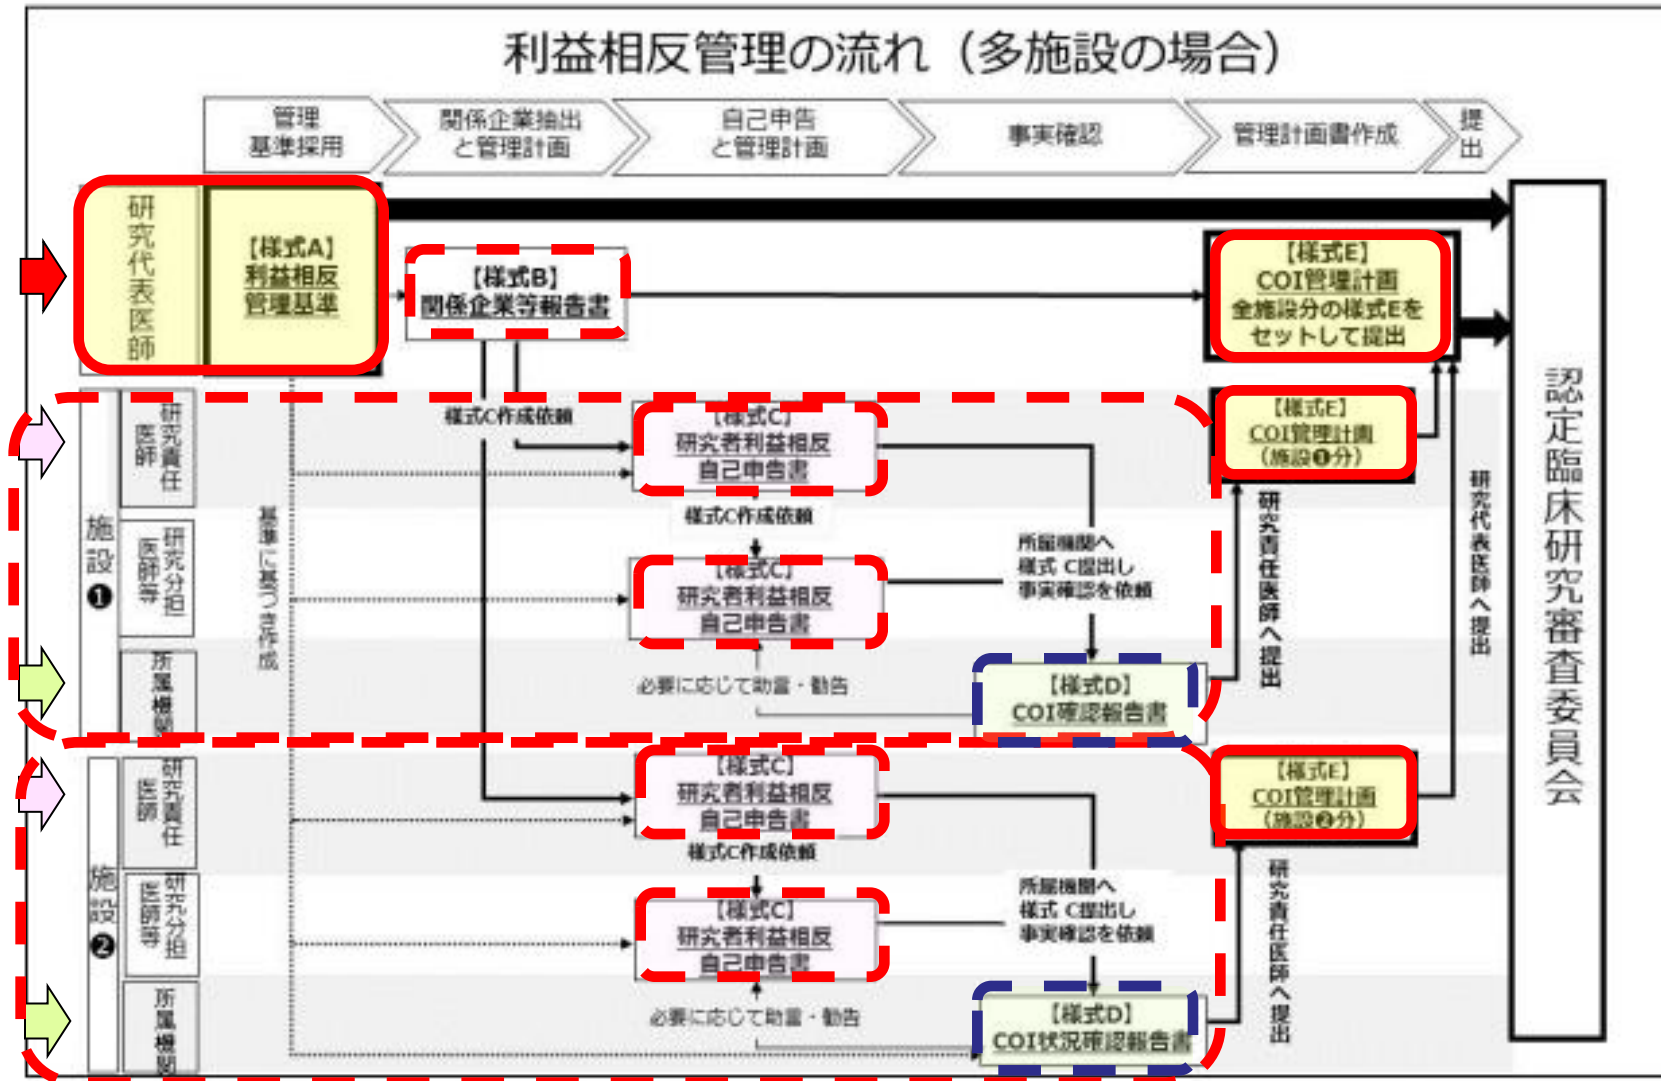 利益相反管理の流れ（多施設の場合）
管理
基準採用
関係企業抽出
と管理計画
自己申告
と管理計画
事実確認
管理計画書作成
提出
研究代表医師
【様式A】
利益相反
管理基準
【様式B】
関係企業等報告書
【様式E】
COI管理計画
全施設分の様式Eを
セットして提出
認定臨床研究審査委員会
施設❶
研究責任
医師
様式C作成依頼
【様式C】
研究者利益相反
自己申告書
【様式E】
COI管理計画
（施設❶分）
基準に基づき作成
様式C作成依頼
研究分担
医師等
【様式C】
研究者利益相反
自己申告書
所属機関へ
様式 C提出し
事実確認を依頼
研究責任医師へ提出
研究代表医師へ提出
所属機関
必要に応じて助言・勧告
【様式D】
COI確認報告書
施設❷
研究責任
医師
【様式C】
研究者利益相反
自己申告書
【様式E】
COI管理計画
（施設❷分）
様式C作成依頼
研究分担
医師等
【様式C】
研究者利益相反
自己申告書
所属機関へ
様式 C提出し
事実確認を依頼
研究責任医師へ提出
所属機関
必要に応じて助言・勧告
【様式D】
COI状況確認報告書